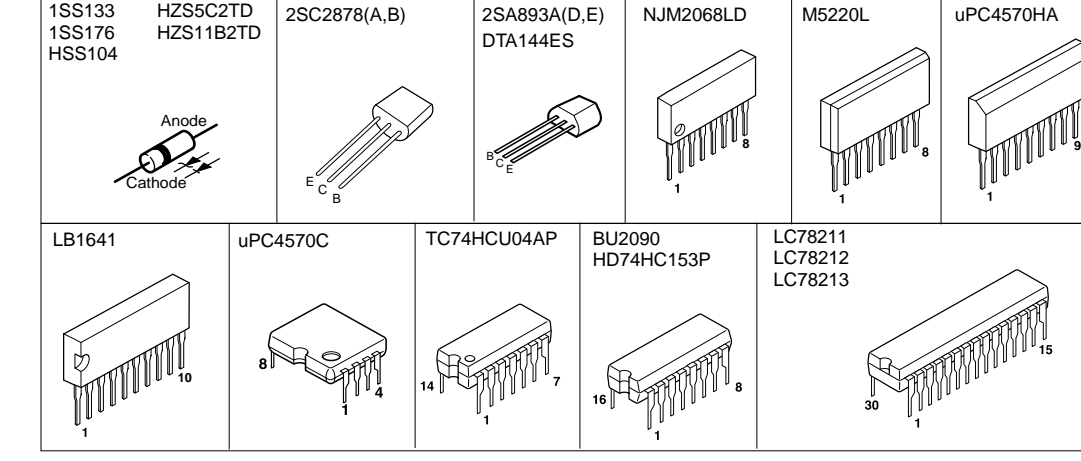 1SS133 HZS5C2TD
1SS176 HZS11B2TD
HSS104
Anode
Cathode
2SC2878(A,B)
E C B
2SA893A(D,E)
DTA144ES
B C E
NJM2068LD
8
1
M5220L
8
1
uPC4570HA
9
1
LB1641
10
1
uPC4570C
8
4
1
TC74HCU04AP
14
7
1
BU2090
HD74HC153P
16
8
1
LC78211
LC78212
LC78213
15
30
1